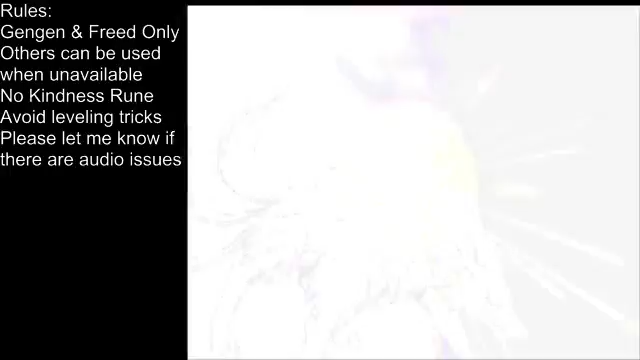 Rules:
Gengen & Freed Only
Others can be used
when unavailable
No Kindness Rune
Avoid leveling tricks
Please let me know if
there are audio issues